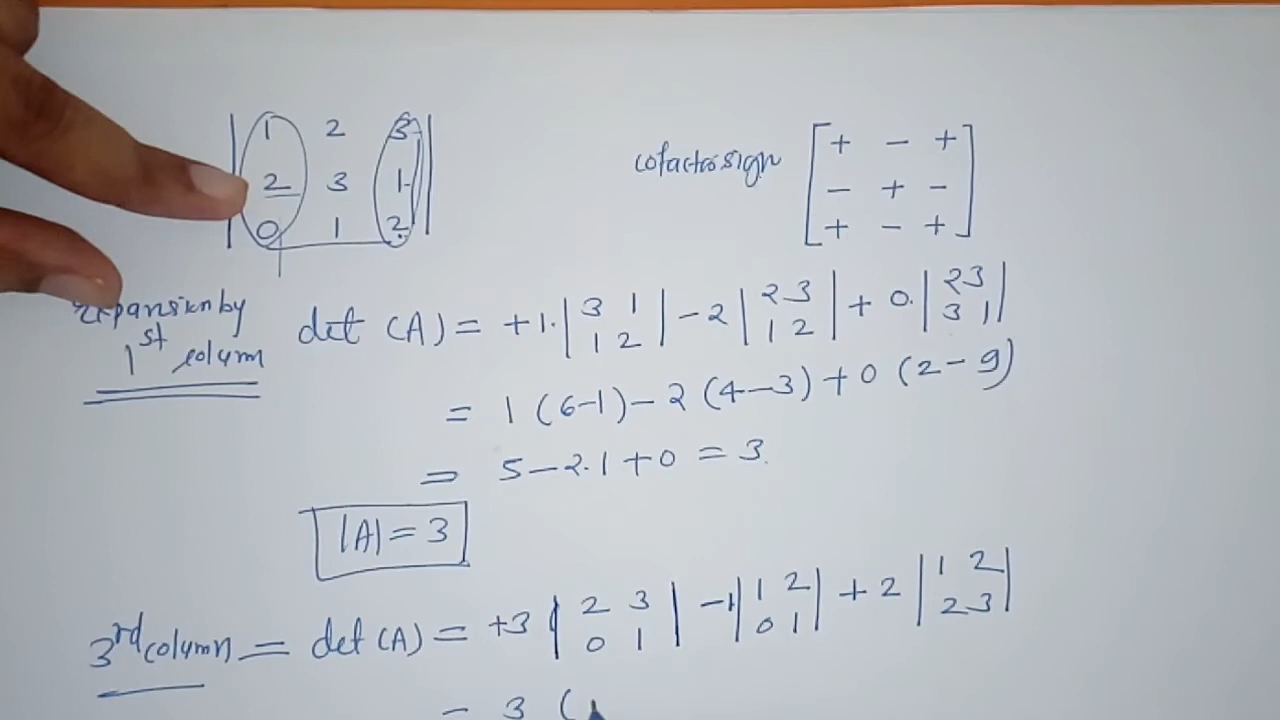 | 1 2 3 |
| 2 3 1 |
| 0 1 2 |
cofactor sign [ + - + ]
[ - + - ]
[ + - + ]
expansion by
1st column
det (A) = +1. | 3 1 | - 2 | 2 3 | + 0. | 2 3 |
| 1 2 | | 1 2 | | 3 1 |
= 1 (6-1) - 2 (4-3) + 0 (2-9)
= 5 - 2.1 + 0 = 3.
|A| = 3
3rd column = det (A) = +3 | 2 3 | -1 | 1 2 | + 2 | 1 2 |
| 0 1 | | 0 1 | | 2 3 |
= 3 (